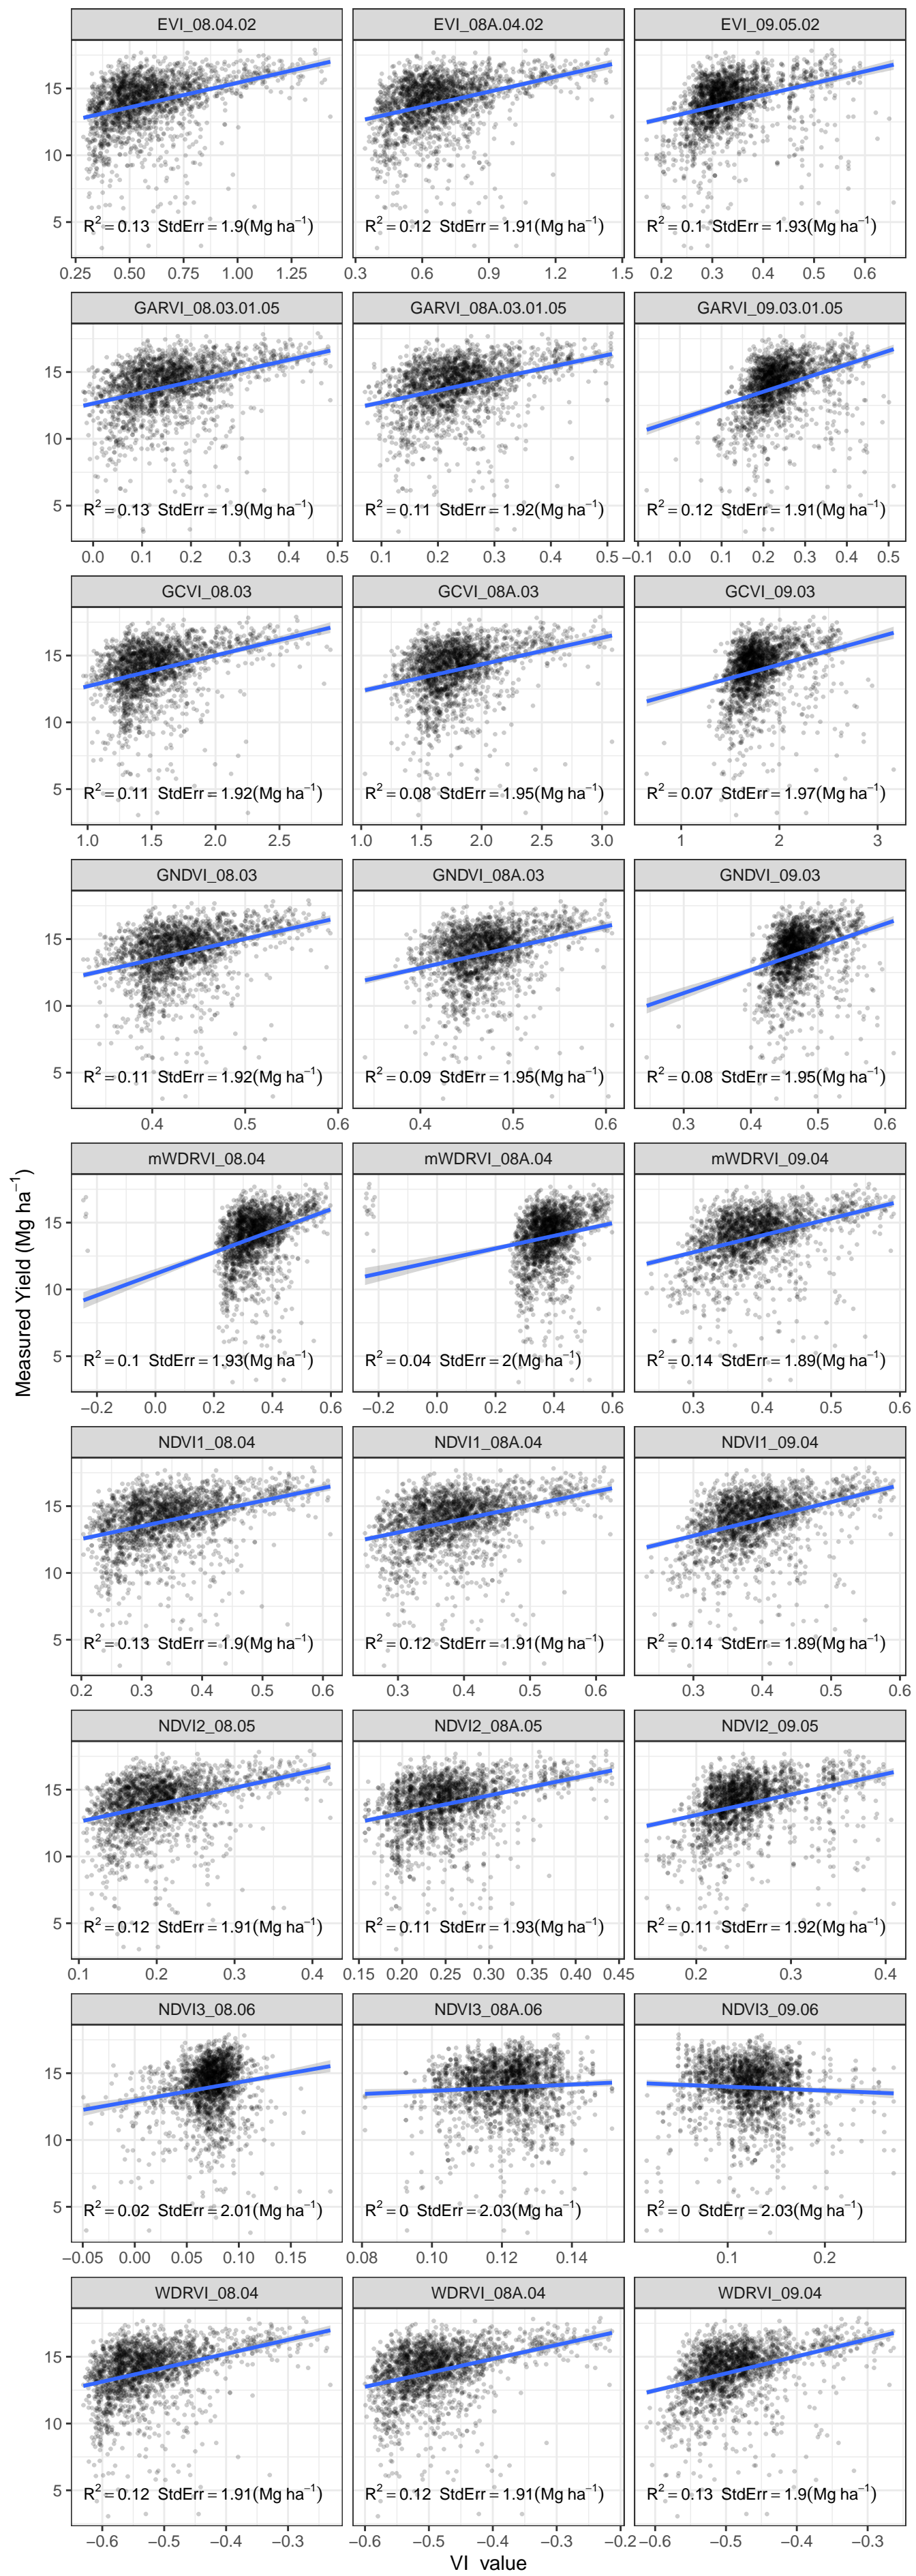 EVI_08.04.02 EVI_08A.04.02 EVI_09.05.02
15
10
5
R² = 0.13 StdErr = 1.9(Mg ha⁻¹) R² = 0.12 StdErr = 1.91(Mg ha⁻¹) R² = 0.1 StdErr = 1.93(Mg ha⁻¹)
0.25 0.50 0.75 1.00 1.25 0.3 0.6 0.9 1.2 1.5 0.2 0.3 0.4 0.5 0.6
GARVI_08.03.01.05 GARVI_08A.03.01.05 GARVI_09.03.01.05
15
10
5
R² = 0.13 StdErr = 1.9(Mg ha⁻¹) R² = 0.11 StdErr = 1.92(Mg ha⁻¹) R² = 0.12 StdErr = 1.91(Mg ha⁻¹)
0.0 0.1 0.2 0.3 0.4 0.5 0.1 0.2 0.3 0.4 0.5 −0.1 0.0 0.1 0.2 0.3 0.4 0.5
GCVI_08.03 GCVI_08A.03 GCVI_09.03
15
10
5
R² = 0.11 StdErr = 1.92(Mg ha⁻¹) R² = 0.08 StdErr = 1.95(Mg ha⁻¹) R² = 0.07 StdErr = 1.97(Mg ha⁻¹)
1.0 1.5 2.0 2.5 1.0 1.5 2.0 2.5 3.0 1 2 3
GNDVI_08.03 GNDVI_08A.03 GNDVI_09.03
15
10
5
R² = 0.11 StdErr = 1.92(Mg ha⁻¹) R² = 0.09 StdErr = 1.95(Mg ha⁻¹) R² = 0.08 StdErr = 1.95(Mg ha⁻¹)
0.4 0.5 0.6 0.4 0.5 0.6 0.3 0.4 0.5 0.6
Measured Yield (Mg ha⁻¹)
mWDRVI_08.04 mWDRVI_08A.04 mWDRVI_09.04
15
10
5
R² = 0.1 StdErr = 1.93(Mg ha⁻¹) R² = 0.04 StdErr = 2(Mg ha⁻¹) R² = 0.14 StdErr = 1.89(Mg ha⁻¹)
−0.2 0.0 0.2 0.4 0.6 −0.2 0.0 0.2 0.4 0.6 0.3 0.4 0.5 0.6
NDVI1_08.04 NDVI1_08A.04 NDVI1_09.04
15
10
5
R² = 0.13 StdErr = 1.9(Mg ha⁻¹) R² = 0.12 StdErr = 1.91(Mg ha⁻¹) R² = 0.14 StdErr = 1.89(Mg ha⁻¹)
0.2 0.3 0.4 0.5 0.6 0.3 0.4 0.5 0.6 0.3 0.4 0.5 0.6
NDVI2_08.05 NDVI2_08A.05 NDVI2_09.05
15
10
5
R² = 0.12 StdErr = 1.91(Mg ha⁻¹) R² = 0.11 StdErr = 1.93(Mg ha⁻¹) R² = 0.11 StdErr = 1.92(Mg ha⁻¹)
0.1 0.2 0.3 0.4 0.15 0.20 0.25 0.30 0.35 0.40 0.45 0.2 0.3 0.4
NDVI3_08.06 NDVI3_08A.06 NDVI3_09.06
15
10
5
R² = 0.02 StdErr = 2.01(Mg ha⁻¹) R² = 0 StdErr = 2.03(Mg ha⁻¹) R² = 0 StdErr = 2.03(Mg ha⁻¹)
−0.05 0.00 0.05 0.10 0.15 0.08 0.10 0.12 0.14 0.1 0.2
WDRVI_08.04 WDRVI_08A.04 WDRVI_09.04
15
10
5
R² = 0.12 StdErr = 1.91(Mg ha⁻¹) R² = 0.12 StdErr = 1.91(Mg ha⁻¹) R² = 0.13 StdErr = 1.9(Mg ha⁻¹)
−0.6 −0.5 −0.4 −0.3 −0.6 −0.5 −0.4 −0.3 −0.2 −0.6 −0.5 −0.4 −0.3
VI value